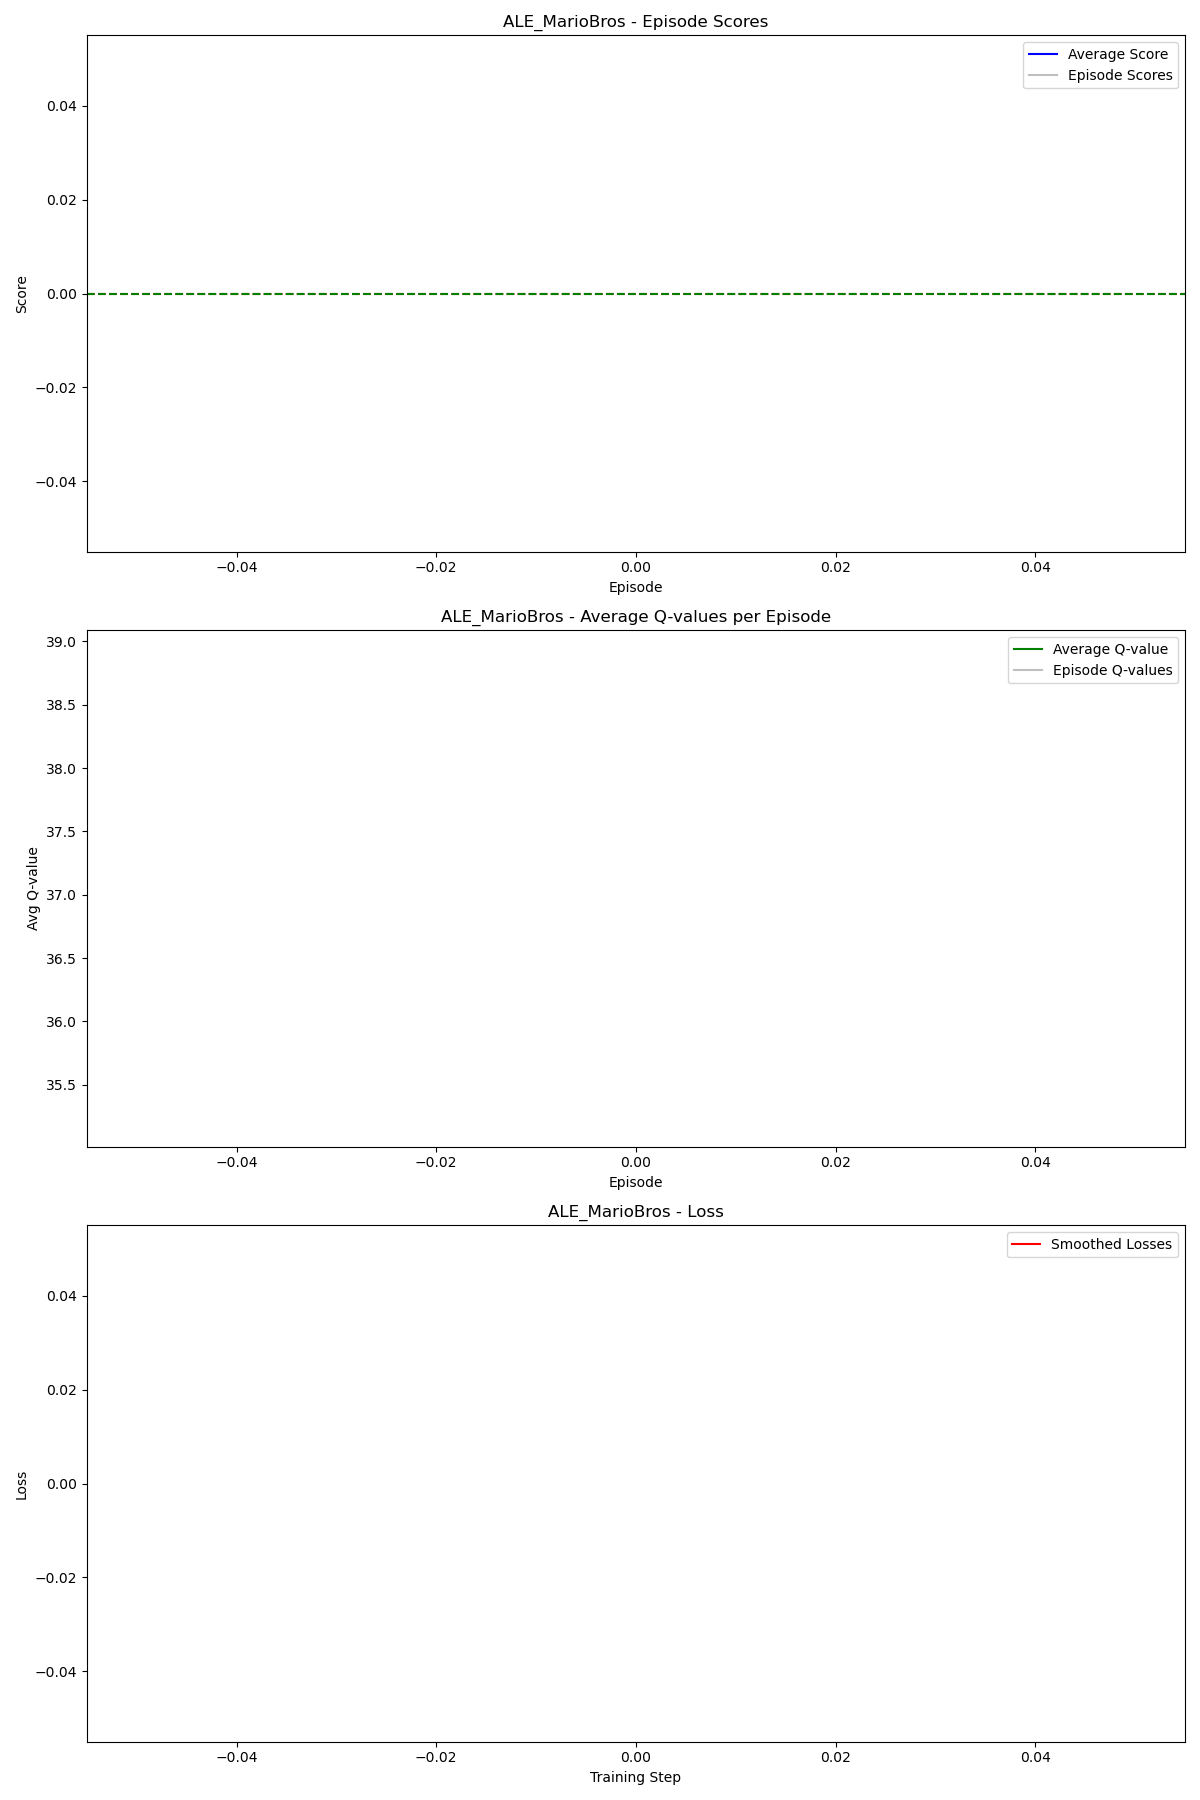 ALE_MarioBros - Episode Scores
Average Score
Episode Scores
0.04
0.02
0.00
−0.02
−0.04
Score
−0.04 −0.02 0.00 0.02 0.04
Episode
ALE_MarioBros - Average Q-values per Episode
Average Q-value
Episode Q-values
39.0
38.5
38.0
37.5
37.0
36.5
36.0
35.5
Avg Q-value
−0.04 −0.02 0.00 0.02 0.04
Episode
ALE_MarioBros - Loss
Smoothed Losses
0.04
0.02
0.00
−0.02
−0.04
Loss
−0.04 −0.02 0.00 0.02 0.04
Training Step